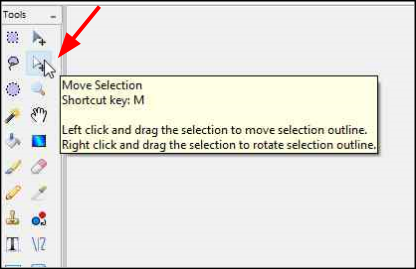 Tools
Move Selection
Shortcut key: M
Left click and drag the selection to move selection outline.
Right click and drag the selection to rotate selection outline.
T